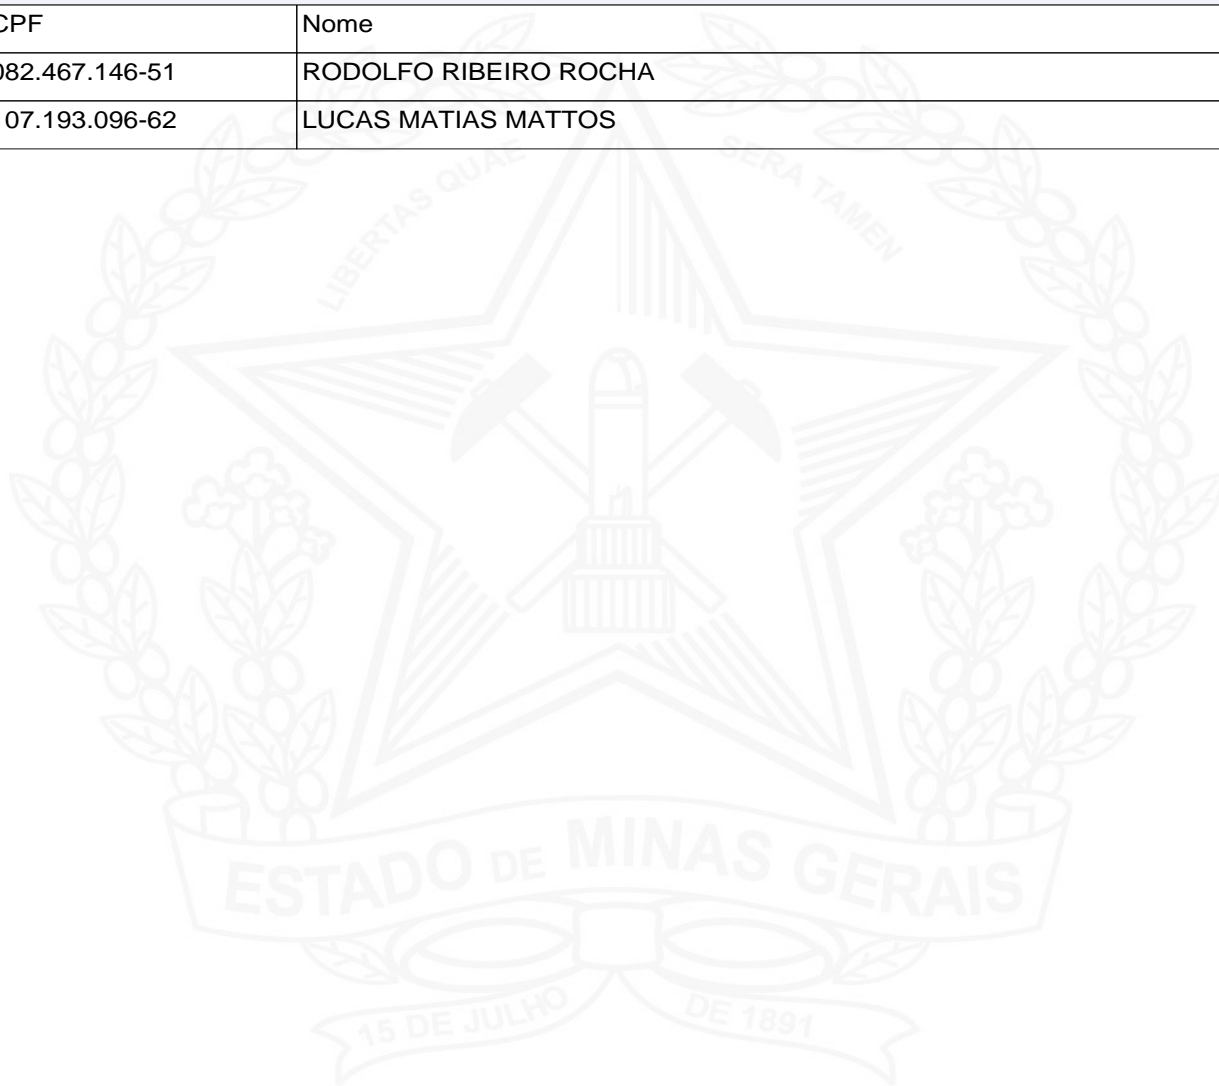 CPF Nome
082.467.146-51 RODOLFO RIBEIRO ROCHA
07.193.096-62 LUCAS MATIAS MATTOS
LIBERTAS QUAE SERA TAMEN
ESTADO DE MINAS GERAIS
15 DE JULHO DE 1891